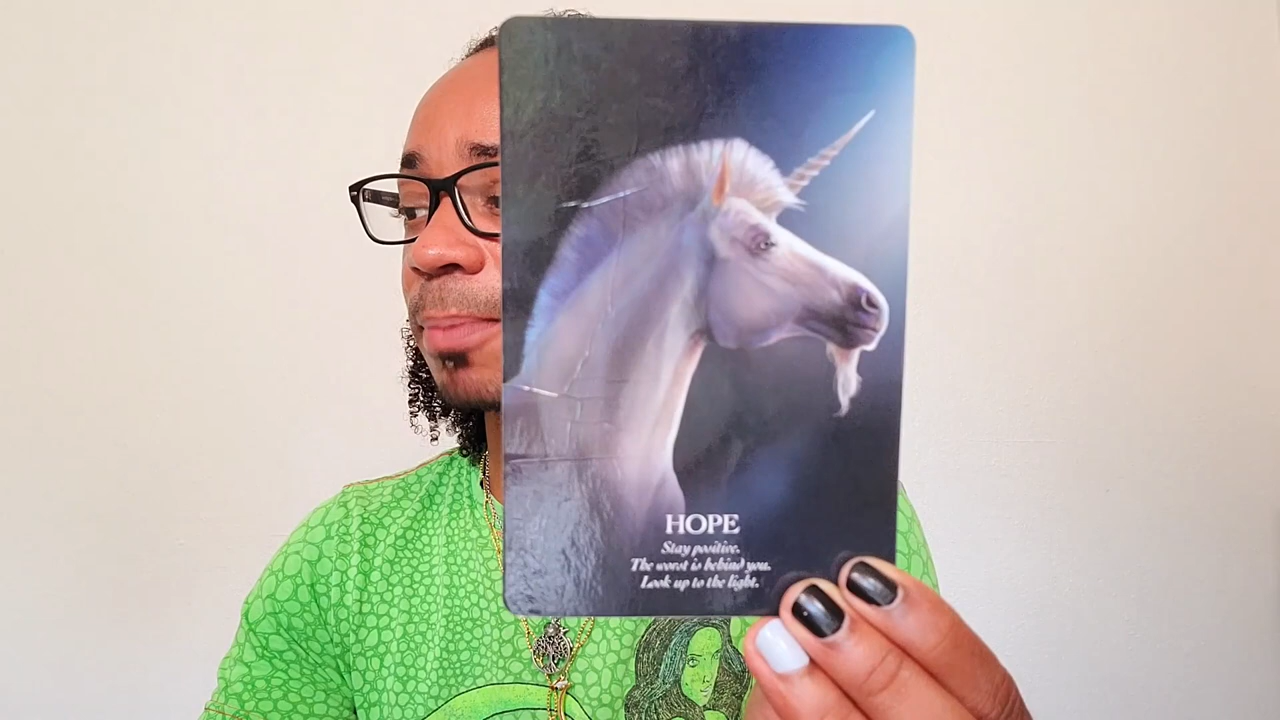 HOPE
Stay positive.
The worst is behind you.
Look up to the light.